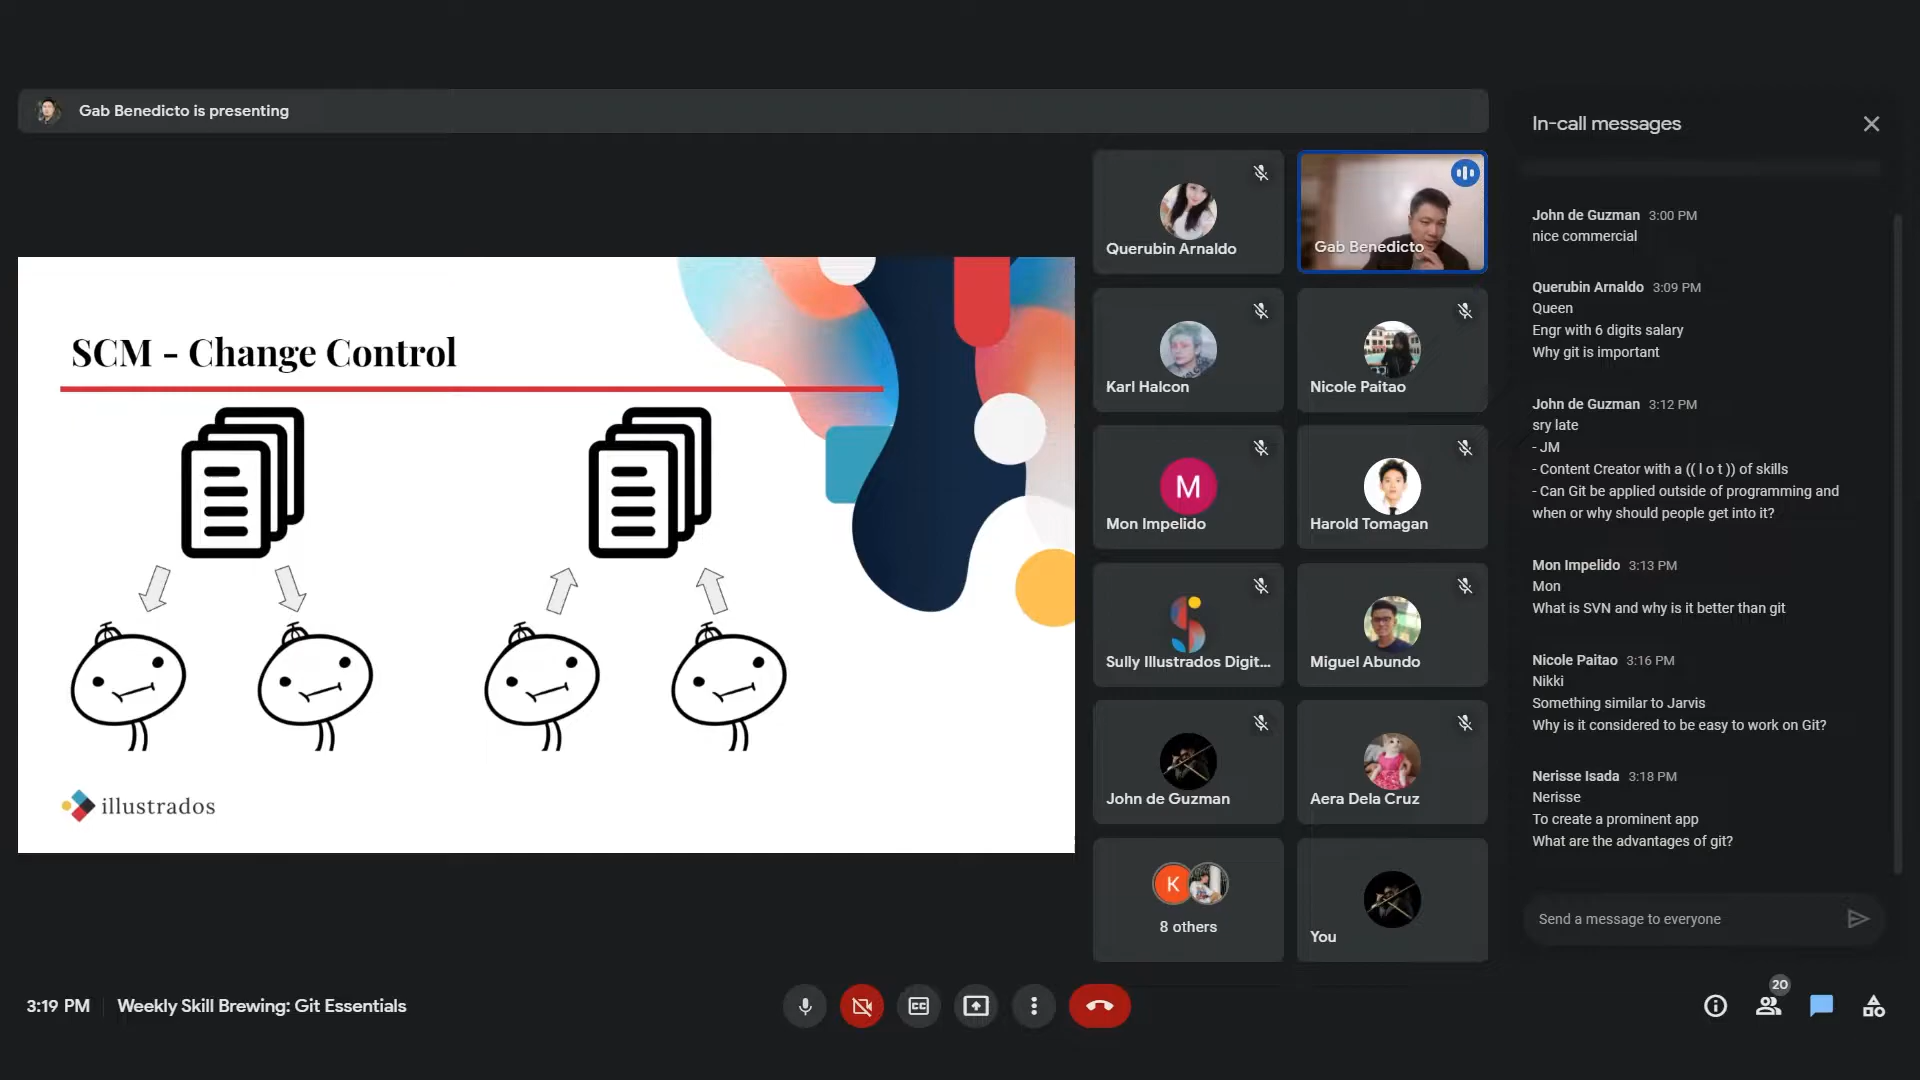 Gab Benedicto is presenting
SCM - Change Control
illustrados
Querubin Arnaldo
Gab Benedicto
Karl Halcon
Nicole Paitao
M
Mon Impelido
Harold Tomagan
Sully Illustrados Digit...
Miguel Abundo
John de Guzman
Aera Dela Cruz
K
8 others
You
In-call messages
John de Guzman 3:00 PM
nice commercial
Querubin Arnaldo 3:09 PM
Queen
Engr with 6 digits salary
Why git is important
John de Guzman 3:12 PM
sry late
- JM
- Content Creator with a (( l o t )) of skills
- Can Git be applied outside of programming and
when or why should people get into it?
Mon Impelido 3:13 PM
Mon
What is SVN and why is it better than git
Nicole Paitao 3:16 PM
Nikki
Something similar to Jarvis
Why is it considered to be easy to work on Git?
Nerisse Isada 3:18 PM
Nerisse
To create a prominent app
What are the advantages of git?
Send a message to everyone
3:19 PM Weekly Skill Brewing: Git Essentials
CC
20